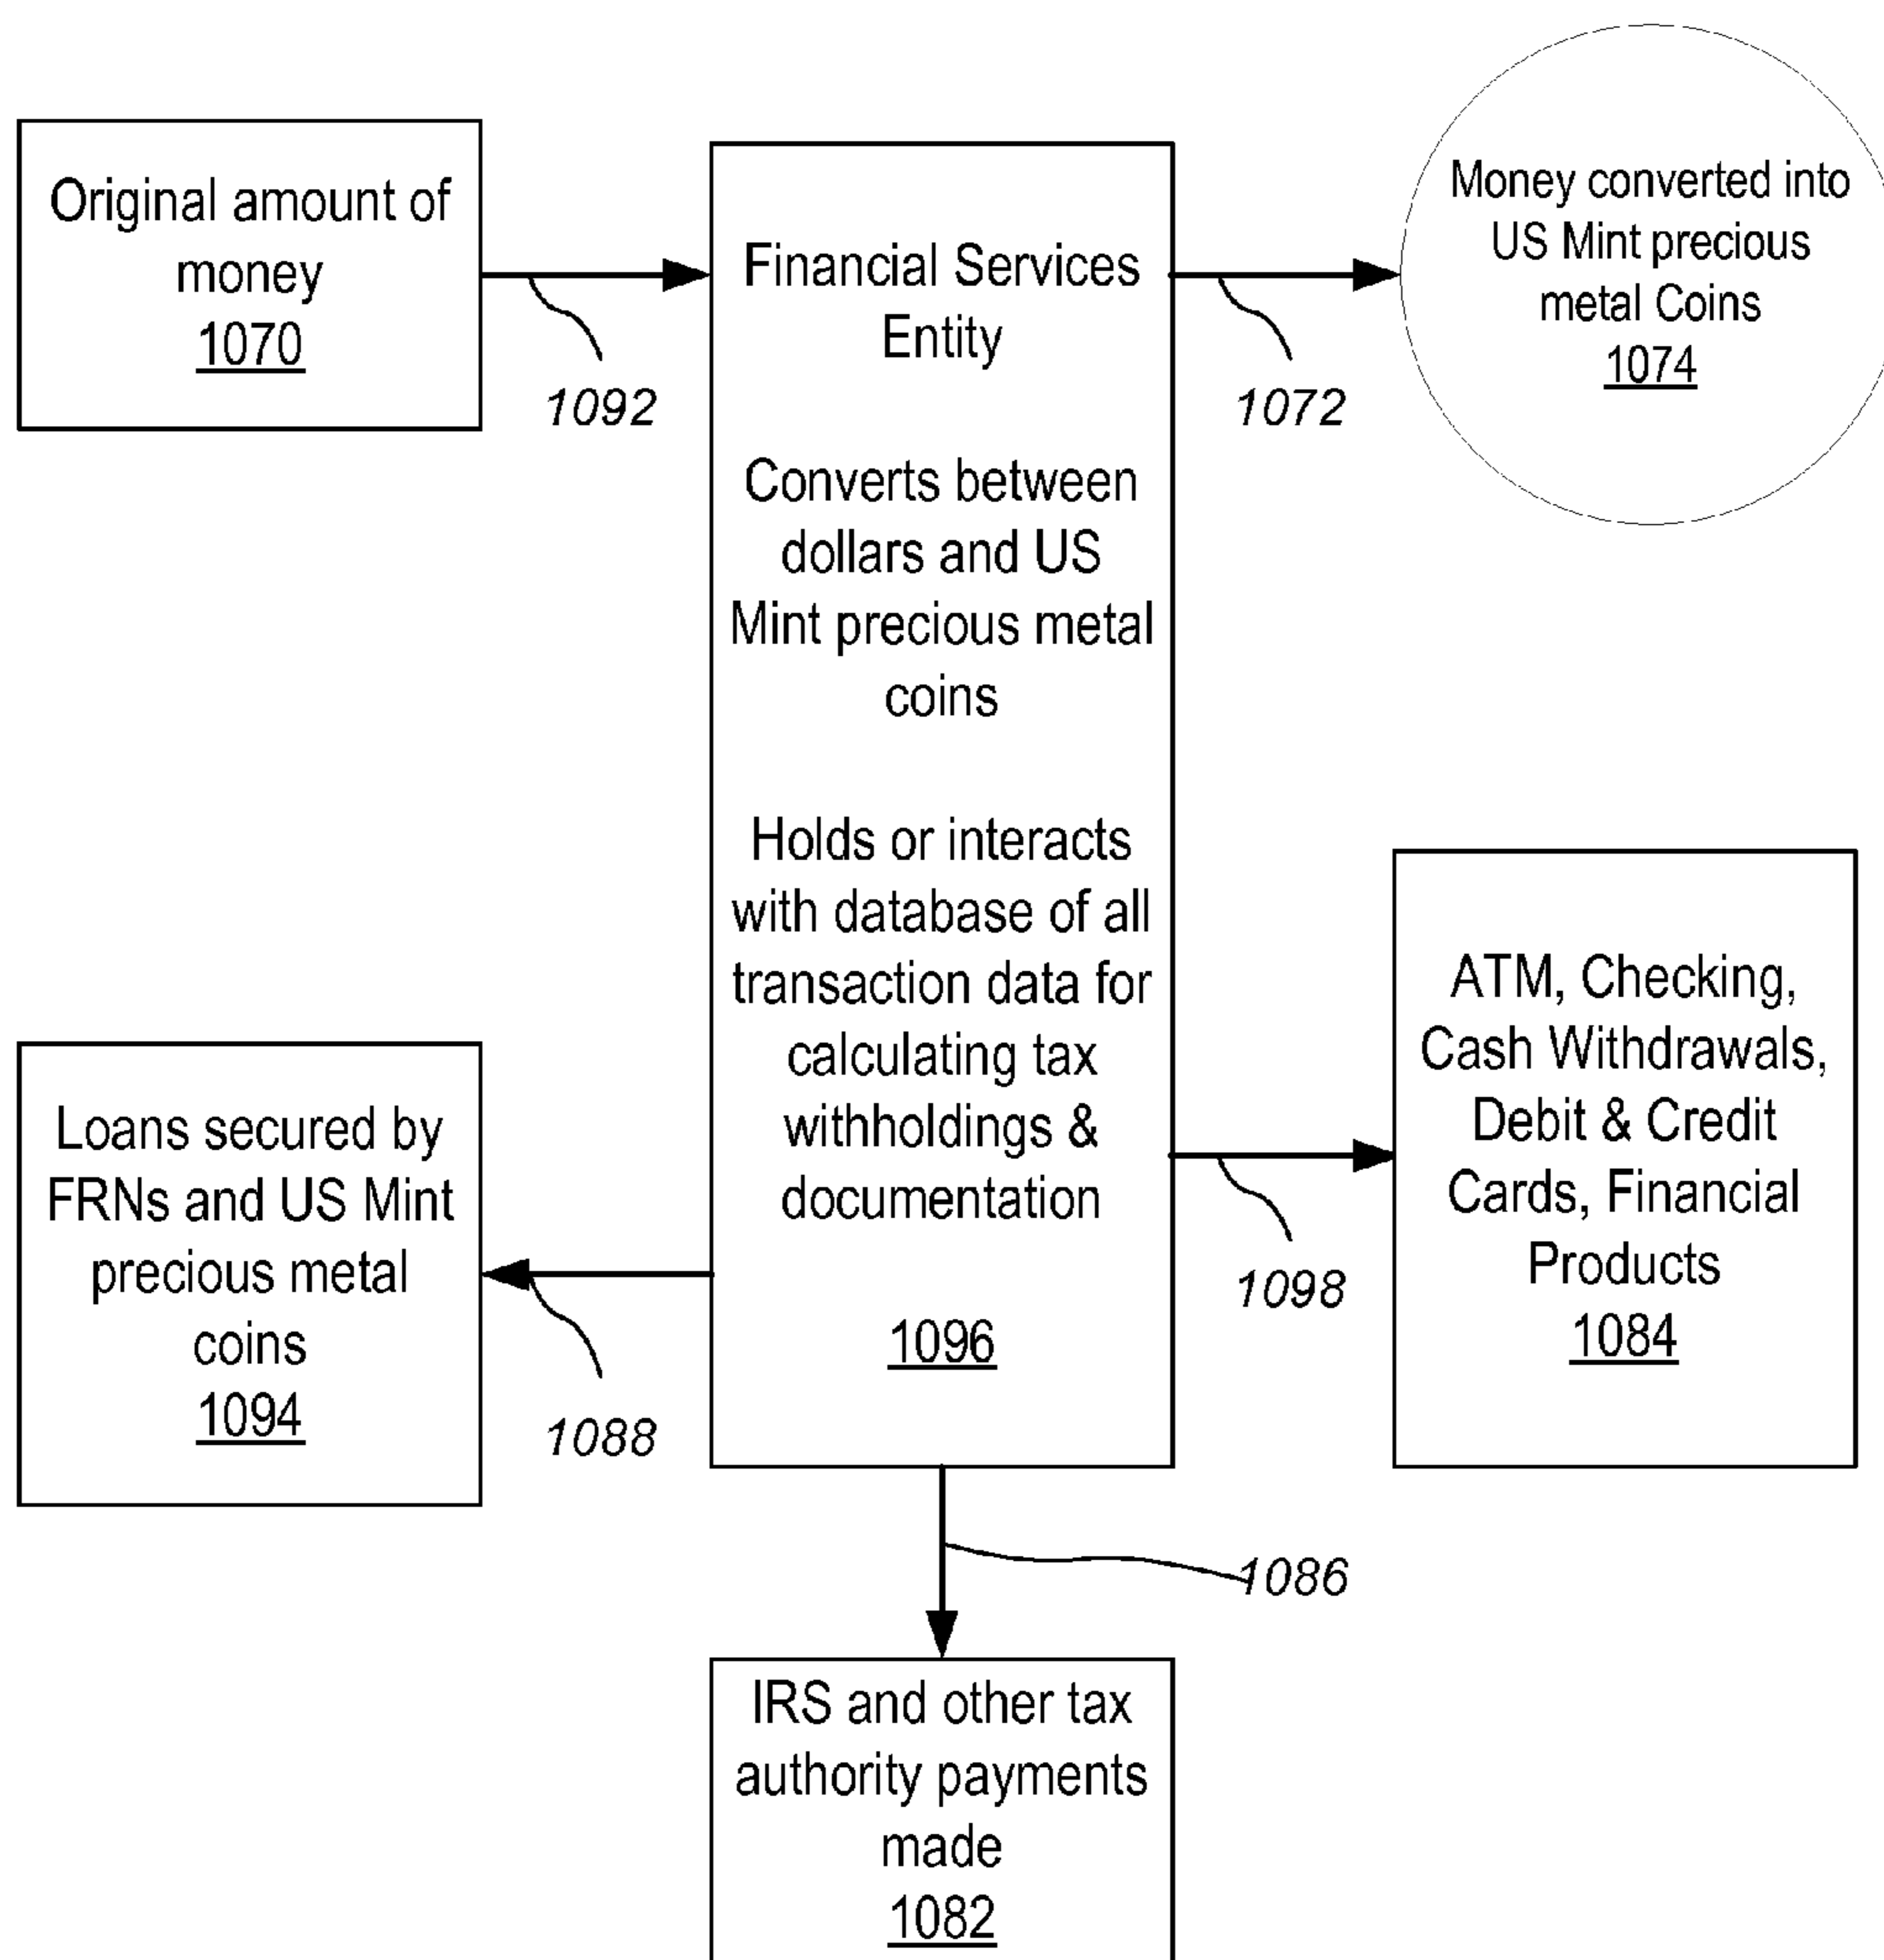 Original amount of
money
1070
1092
Financial Services
Entity
Converts between
dollars and US
Mint precious metal
coins
Holds or interacts
with database of all
transaction data for
calculating tax
withholdings &
documentation
1096
1072
Money converted into
US Mint precious
metal Coins
1074
Loans secured by
FRNs and US Mint
precious metal
coins
1094
1088
1098
ATM, Checking,
Cash Withdrawals,
Debit & Credit
Cards, Financial
Products
1084
1086
IRS and other tax
authority payments
made
1082